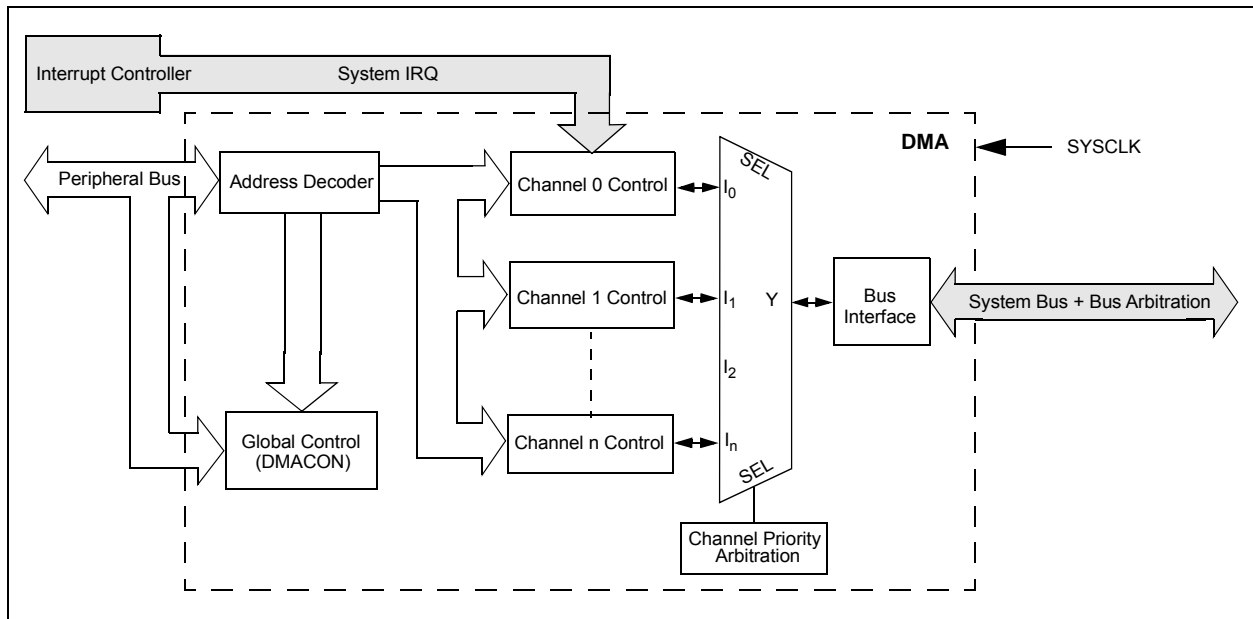 Interrupt Controller
System IRQ
DMA
SYSCLK
Peripheral Bus
Address Decoder
Channel 0 Control
SEL
I0
Channel 1 Control
I1
Y
Bus
Interface
System Bus + Bus Arbitration
I2
Global Control
(DMACON)
Channel n Control
In
SEL
Channel Priority
Arbitration